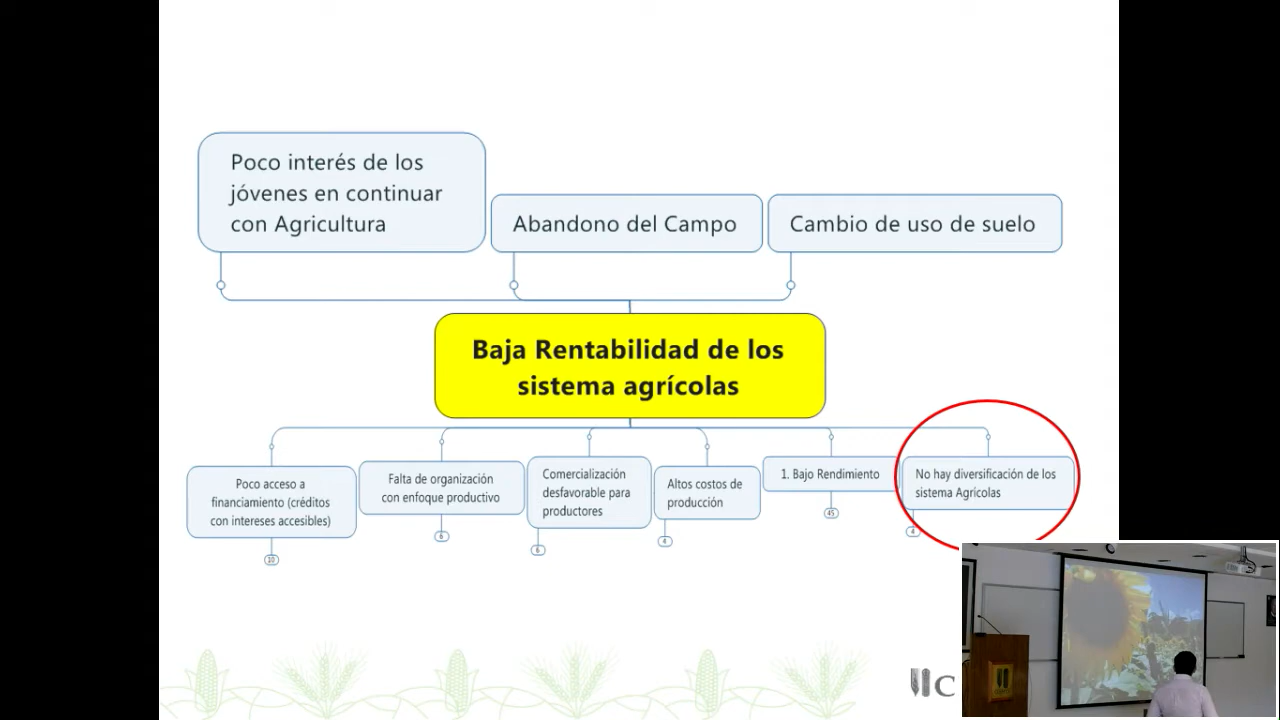 Poco interés de los
jóvenes en continuar
con Agricultura
Abandono del Campo
Cambio de uso de suelo
Baja Rentabilidad de los
sistema agrícolas
Poco acceso a
financiamiento (créditos
con intereses accesibles)
10
Falta de organización
con enfoque productivo
6
Comercialización
desfavorable para
productores
6
Altos costos de
producción
4
1. Bajo Rendimiento
45
No hay diversificación de los
sistema Agrícolas
4
C